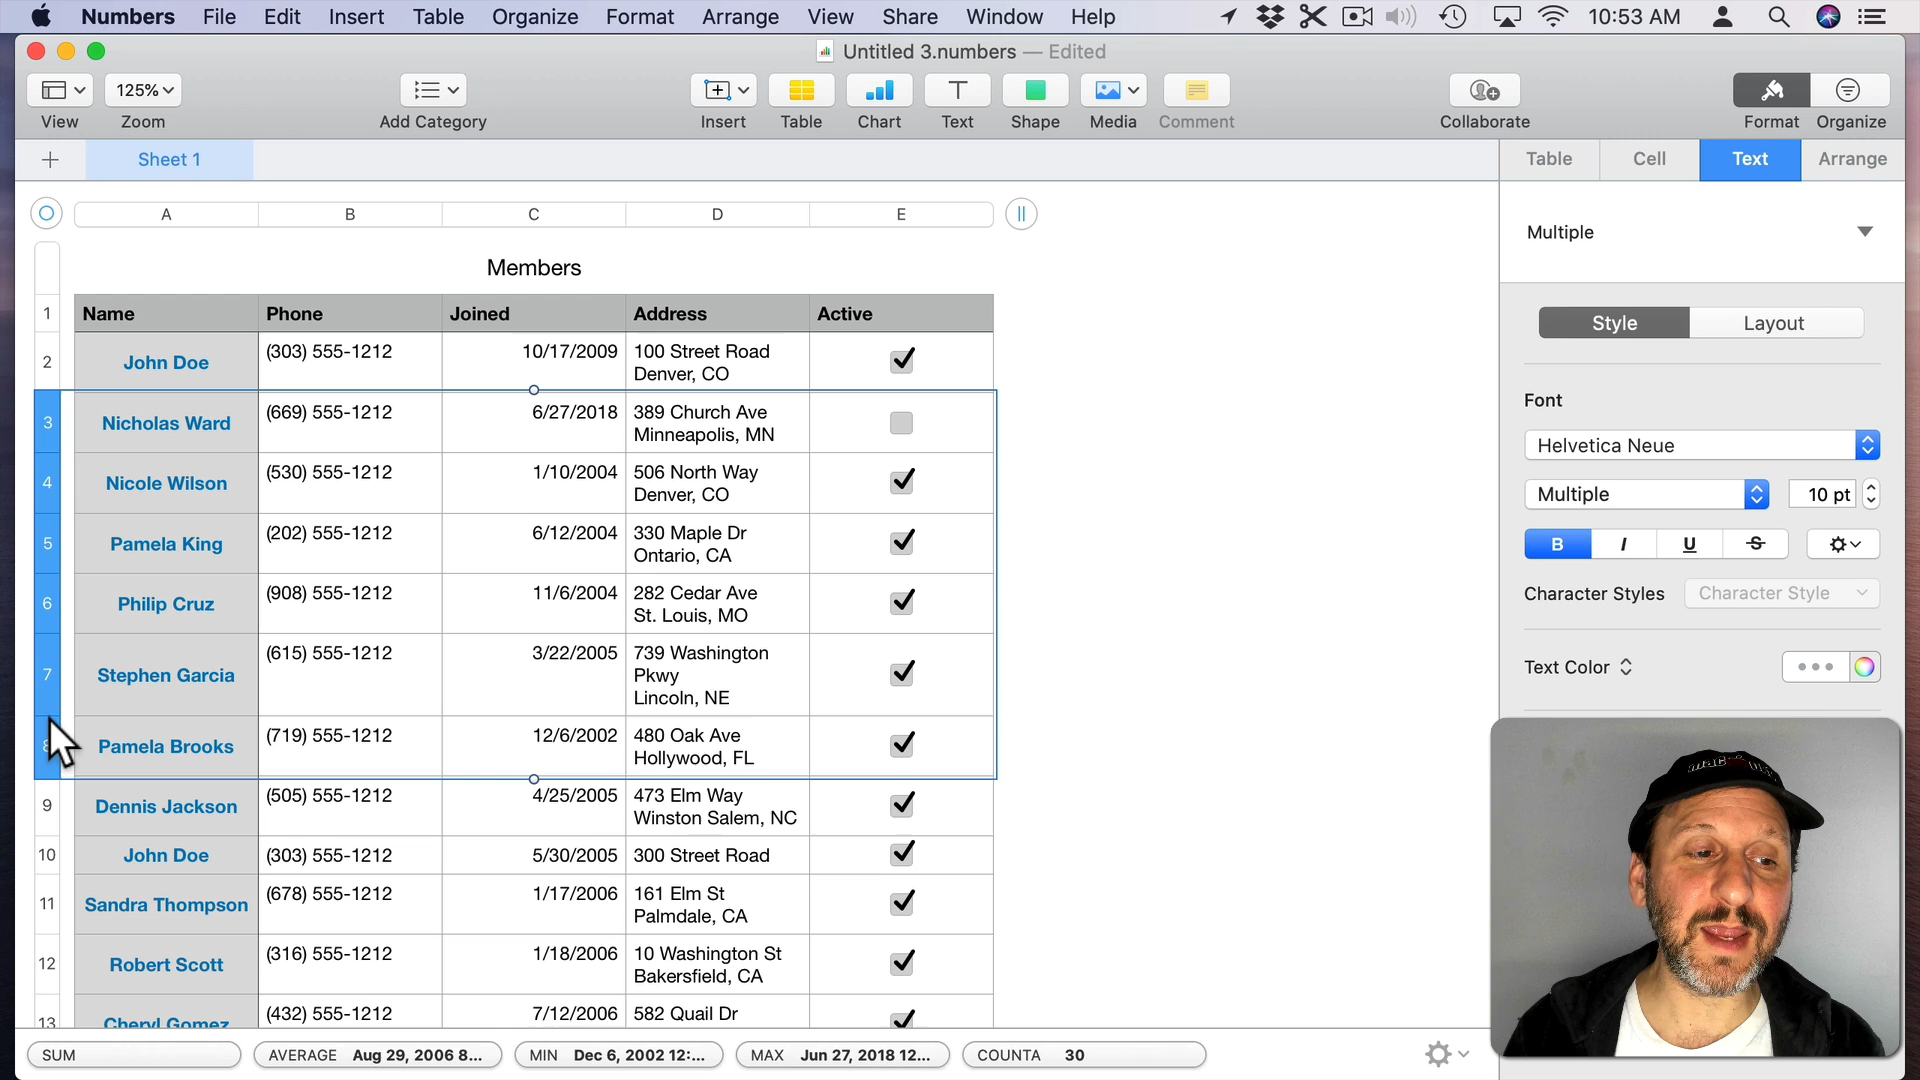 Numbers File Edit Insert Table Organize Format Arrange View Share Window Help 10:53 AM
Untitled 3.numbers — Edited
125%
View Zoom Add Category Insert Table Chart Text Shape Media Comment Collaborate Format Organize
Sheet 1
Table Cell Text Arrange
A B C D E
Members
1 Name Phone Joined Address Active
2 John Doe (303) 555-1212 10/17/2009 100 Street Road
Denver, CO
3 Nicholas Ward (669) 555-1212 6/27/2018 389 Church Ave
Minneapolis, MN
4 Nicole Wilson (530) 555-1212 1/10/2004 506 North Way
Denver, CO
5 Pamela King (202) 555-1212 6/12/2004 330 Maple Dr
Ontario, CA
6 Philip Cruz (908) 555-1212 11/6/2004 282 Cedar Ave
St. Louis, MO
7 Stephen Garcia (615) 555-1212 3/22/2005 739 Washington
Pkwy
Lincoln, NE
Pamela Brooks (719) 555-1212 12/6/2002 480 Oak Ave
Hollywood, FL
9 Dennis Jackson (505) 555-1212 4/25/2005 473 Elm Way
Winston Salem, NC
10 John Doe (303) 555-1212 5/30/2005 300 Street Road
11 Sandra Thompson (678) 555-1212 1/17/2006 161 Elm St
Palmdale, CA
12 Robert Scott (316) 555-1212 1/18/2006 10 Washington St
Bakersfield, CA
13 Cheryl Gomez (432) 555-1212 7/12/2006 582 Quail Dr
SUM AVERAGE Aug 29, 2006 8... MIN Dec 6, 2002 12:... MAX Jun 27, 2018 12... COUNTA 30
Multiple
Style Layout
Font
Helvetica Neue
Multiple 10 pt
B I U S
Character Styles Character Style
Text Color